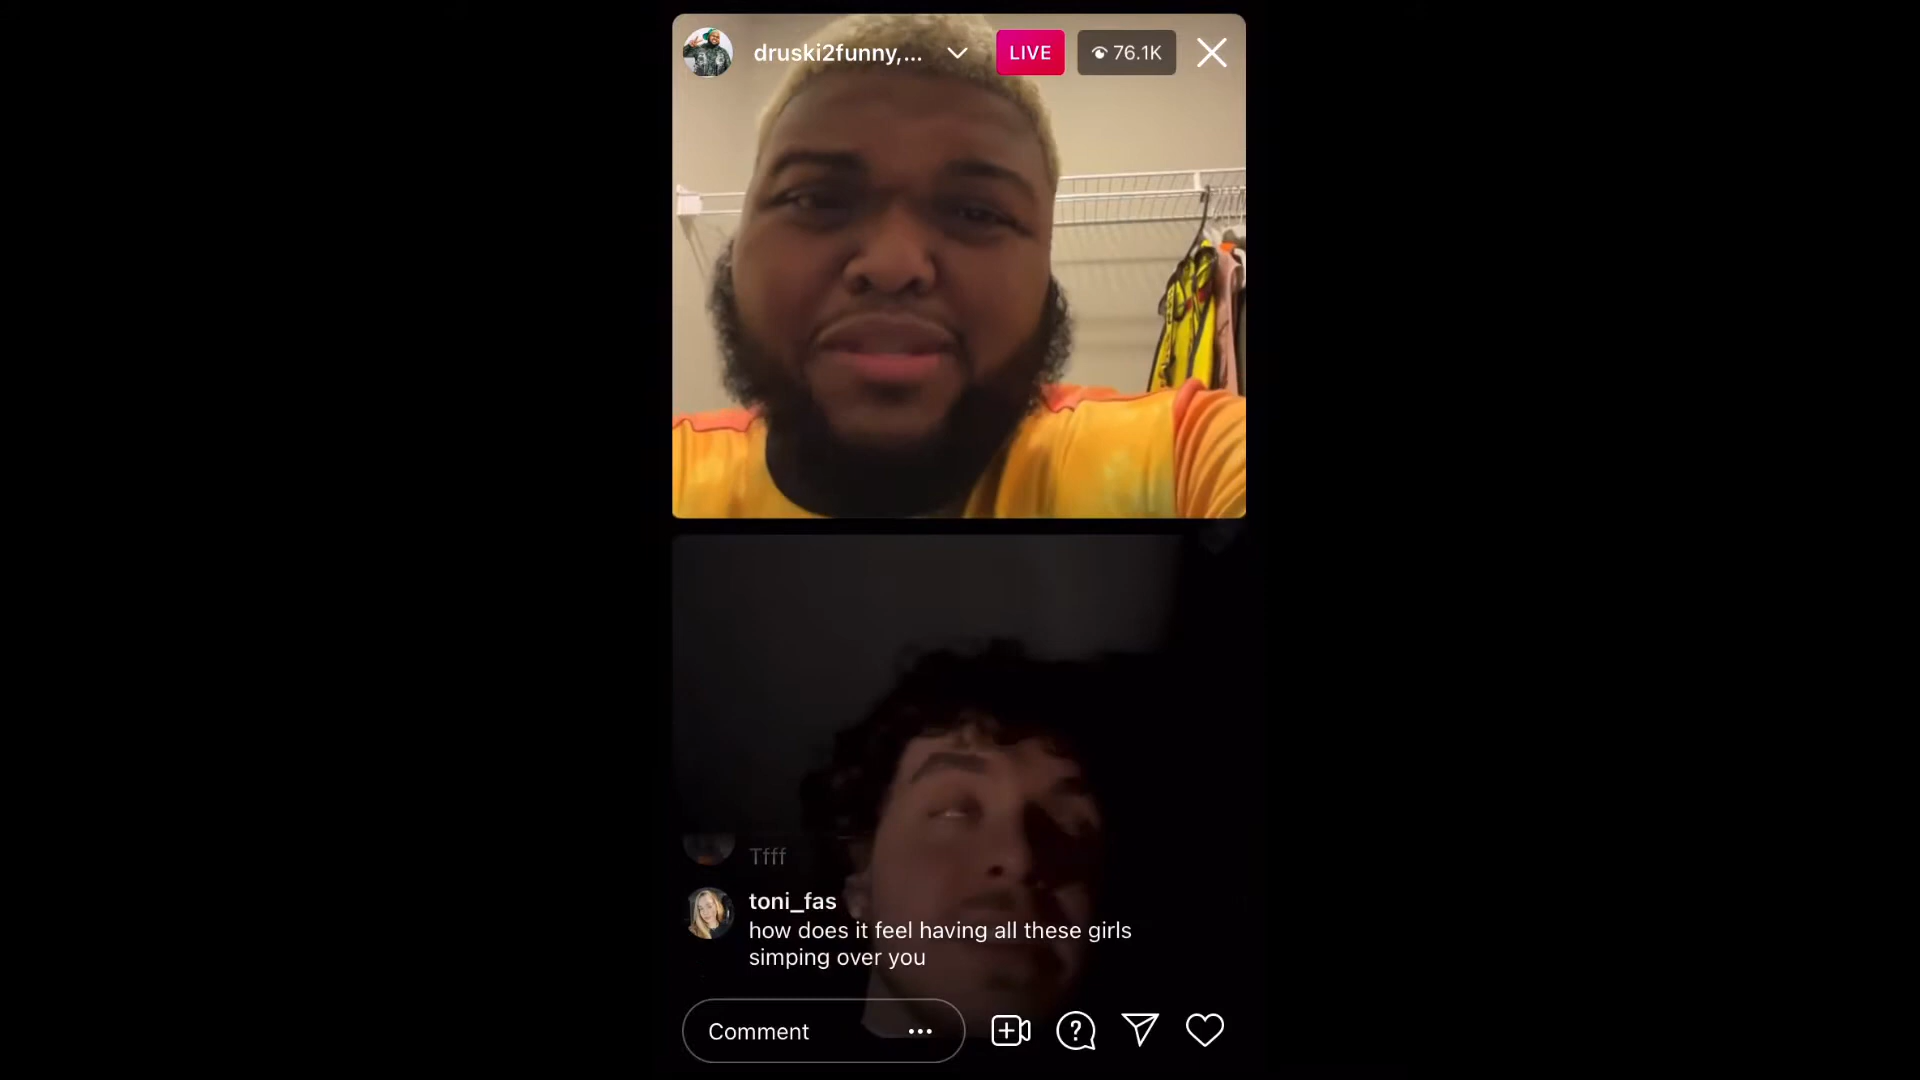 druski2funny,...
LIVE
76.1K
Tfff
toni_fas
how does it feel having all these girls
simping over you
Comment